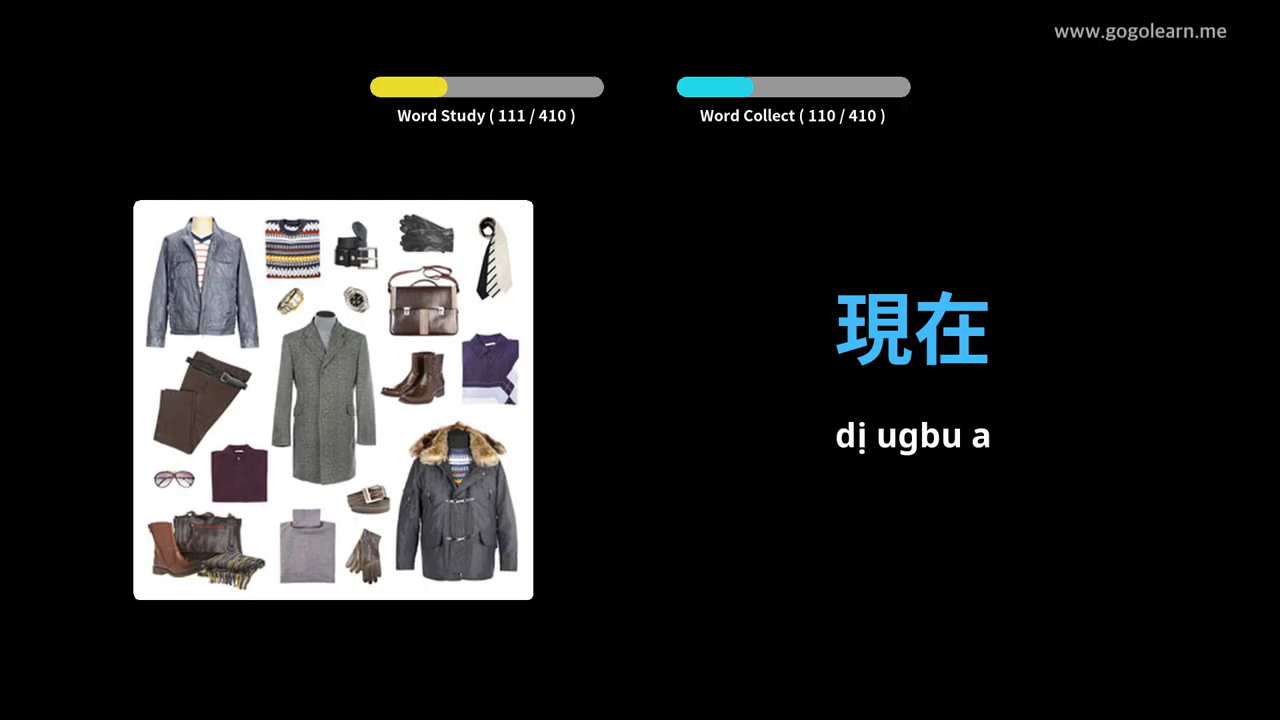 www.gogolearn.me
Word Study ( 111 / 410 )
Word Collect ( 110 / 410 )
現在
dị ugbu a